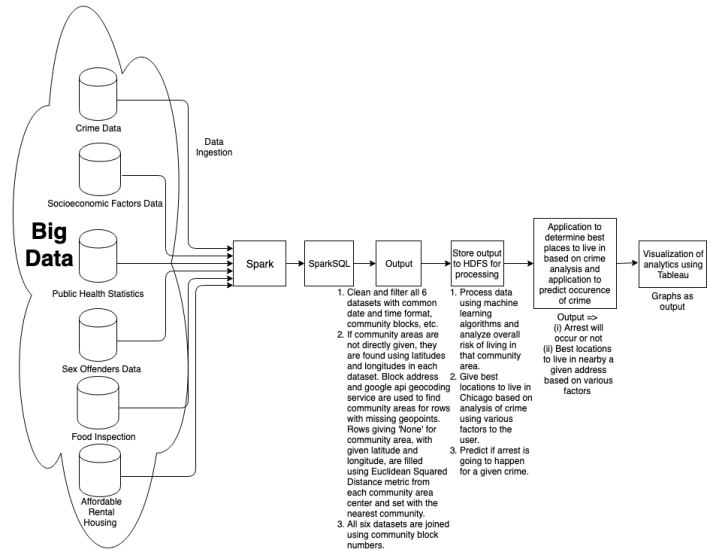 Crime Data
Data
Ingestion
Socioeconomic Factors Data
Big
Data
Public Health Statistics
Sex Offenders Data
Food Inspection
Affordable
Rental
Housing
Spark
SparkSQL
Output
1. Clean and filter all 6
datasets with common
date and time format,
community blocks, etc.
2. If community areas are
not directly given, they
are found using latitudes
and longitudes in each
dataset. Block address
and google api geocoding
service are used to find
community areas for rows
with missing geopoints.
Rows giving 'None' for
community area, with
given latitude and
longitude, are filled
using Euclidean Squared
Distance metric from
each community area
center and set with the
nearest community.
3. All six datasets are joined
using community block
numbers.
Store output
to HDFS for
processing
1. Process data
using machine
learning
algorithms and
analyze overall
risk of living in
that community
area.
2. Give best
locations to live in
Chicago based on
analysis of crime
using various
factors to the
user.
3. Predict if arrest is
going to happen
for a given crime.
Application to
determine best
places to live in
based on crime
analysis and
application to
predict occurence
of crime
Output =>
(i) Arrest will
occur or not
(ii) Best locations
to live in nearby a
given address
based on various
factors
Visualization of
analytics using
Tableau
Graphs as
output